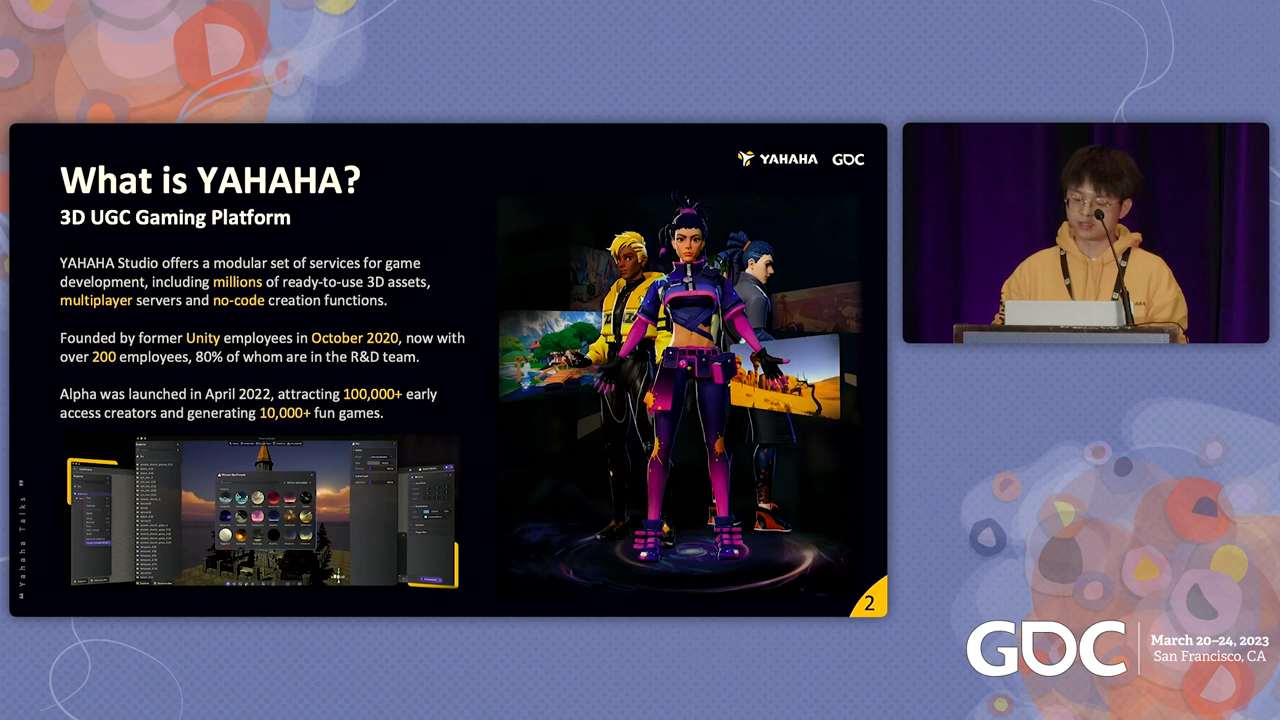 What is YAHAHA?
3D UGC Gaming Platform
YAHAHA GDC
YAHAHA Studio offers a modular set of services for game
development, including millions of ready-to-use 3D assets,
multiplayer servers and no-code creation functions.
Founded by former Unity employees in October 2020, now with
over 200 employees, 80% of whom are in the R&D team.
Alpha was launched in April 2022, attracting 100,000+ early
access creators and generating 10,000+ fun games.
Yahaha Talks
2
GDC
March 20–24, 2023
San Francisco, CA